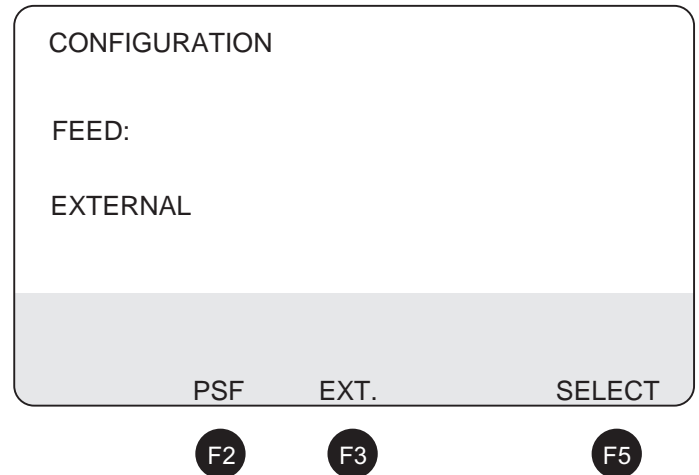 CONFIGURATION
FEED:
EXTERNAL
PSF EXT. SELECT
F2 F3 F5